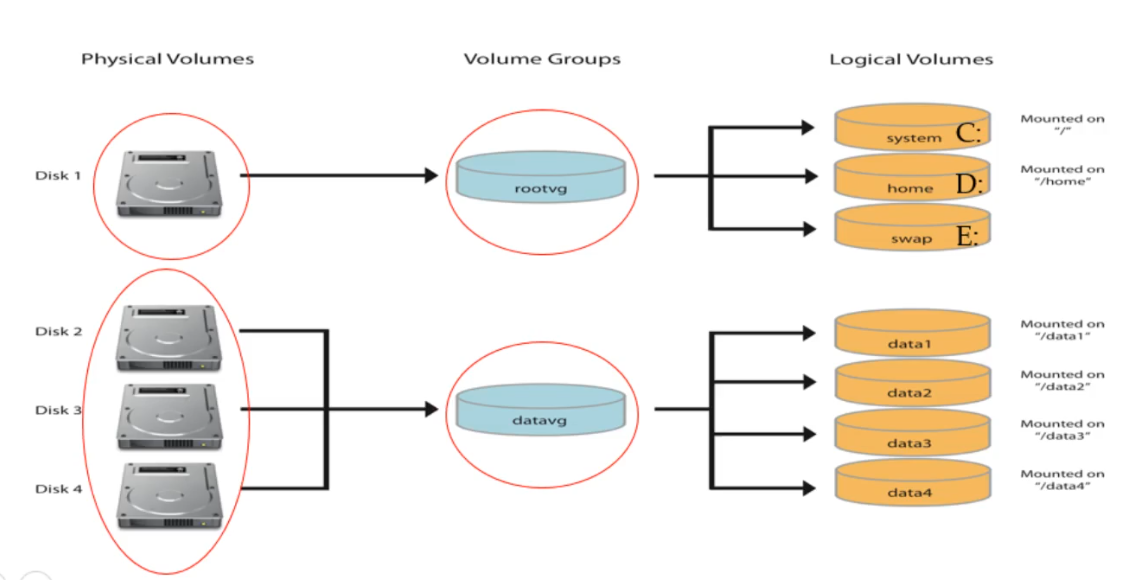 Physical Volumes
Volume Groups
Logical Volumes
Disk 1
rootvg
system C:
Mounted on
"/"
home D:
Mounted on
"/home"
swap E:
Disk 2
Disk 3
Disk 4
datavg
data1
Mounted on
"/data1"
data2
Mounted on
"/data2"
data3
Mounted on
"/data3"
data4
Mounted on
"/data4"